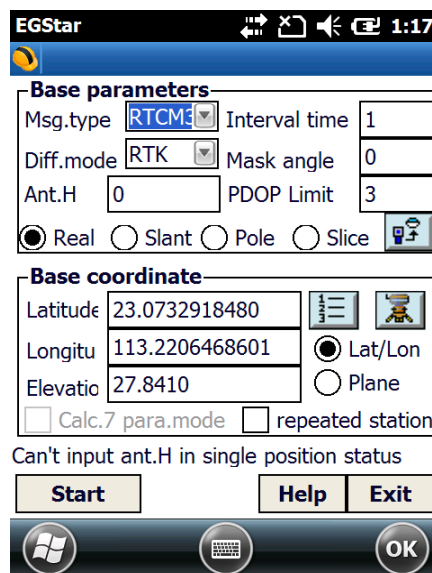 EGStar 1:17
Base parameters
Msg.type RTCM3 Interval time 1
Diff.mode RTK Mask angle 0
Ant.H 0 PDOP Limit 3
Real Slant Pole Slice
Base coordinate
Latitude 23.0732918480
Longitu 113.2206468601 Lat/Lon
Elevatio 27.8410 Plane
Calc.7 para.mode repeated station
Can't input ant.H in single position status
Start Help Exit
OK